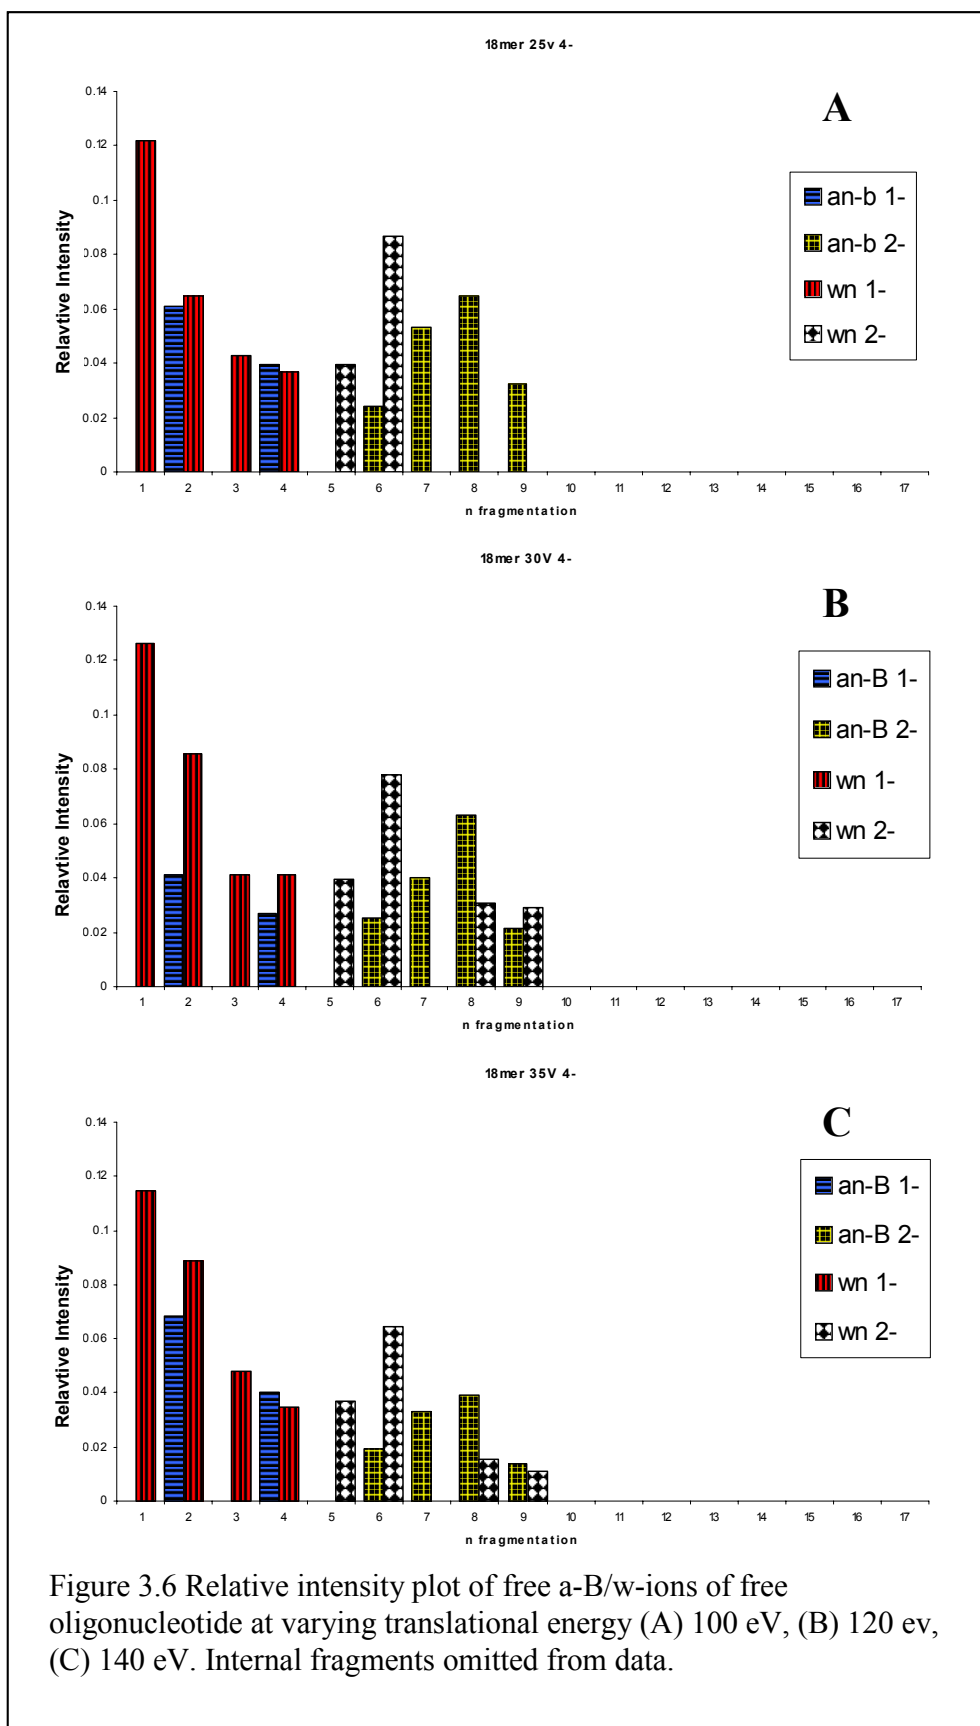 18mer 25v 4-
A
0.14
0.12
0.1
0.08
0.06
0.04
0.02
0
Relavtive Intensity
1 2 3 4 5 6 7 8 9 10 11 12 13 14 15 16 17
n fragmentation
an-b 1-
an-b 2-
wn 1-
wn 2-
18mer 30V 4-
B
0.14
0.12
0.1
0.08
0.06
0.04
0.02
0
Relavtive Intensity
1 2 3 4 5 6 7 8 9 10 11 12 13 14 15 16 17
n fragmentation
an-B 1-
an-B 2-
wn 1-
wn 2-
18mer 35V 4-
C
0.14
0.12
0.1
0.08
0.06
0.04
0.02
0
Relavtive Intensity
1 2 3 4 5 6 7 8 9 10 11 12 13 14 15 16 17
n fragmentation
an-B 1-
an-B 2-
wn 1-
wn 2-
Figure 3.6 Relative intensity plot of free a-B/w-ions of free
oligonucleotide at varying translational energy (A) 100 eV, (B) 120 ev,
(C) 140 eV. Internal fragments omitted from data.